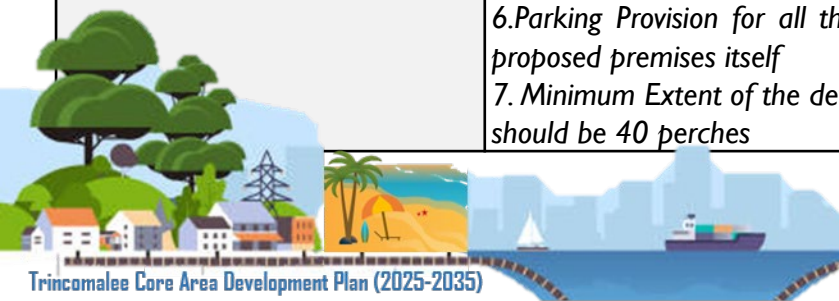 6.Parking Provision for all th
proposed premises itself
7. Minimum Extent of the de
should be 40 perches
Trincomalee Core Area Development Plan (2025-2035)